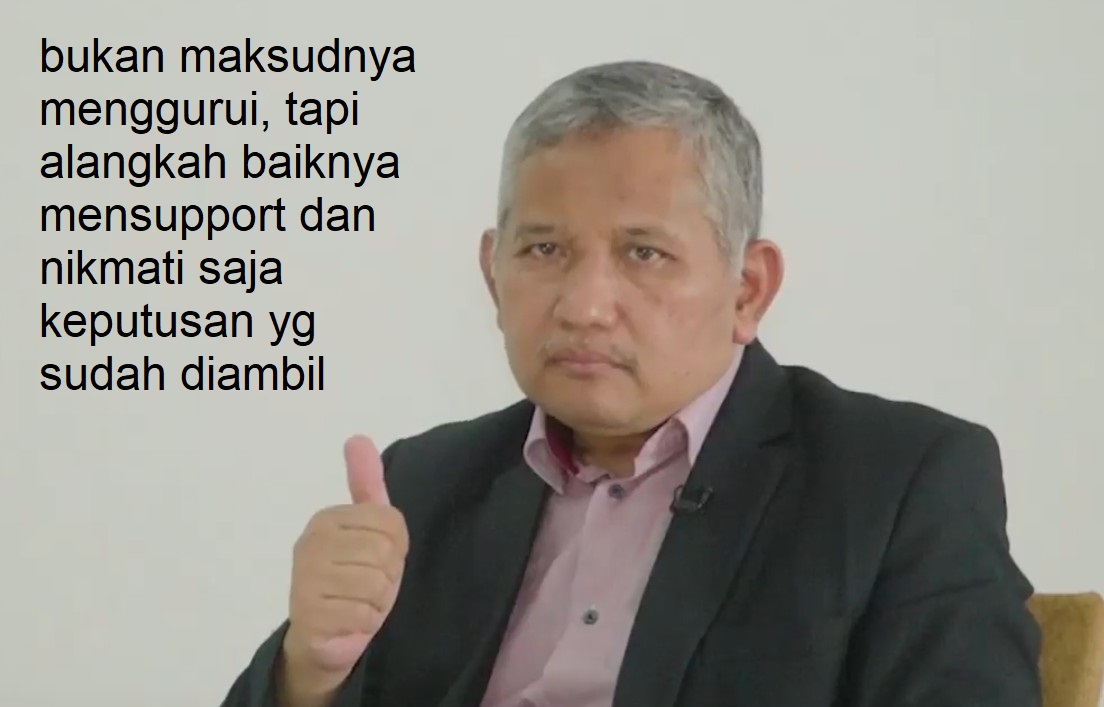 bukan maksudnya
menggurui, tapi
alangkah baiknya
mensupport dan
nikmati saja
keputusan yg
sudah diambil